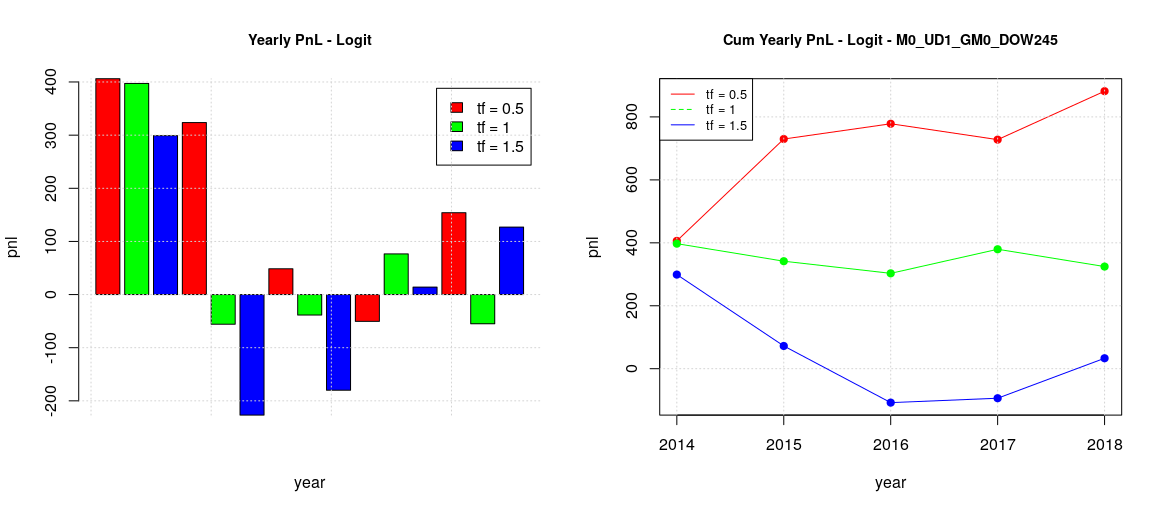 Yearly PnL - Logit
pnl
400
300
200
100
0
-100
-200
tf = 0.5
tf = 1
tf = 1.5
year
Cum Yearly PnL - Logit - M0_UD1_GM0_DOW245
pnl
800
600
400
200
0
tf = 0.5
tf = 1
tf = 1.5
2014 2015 2016 2017 2018
year